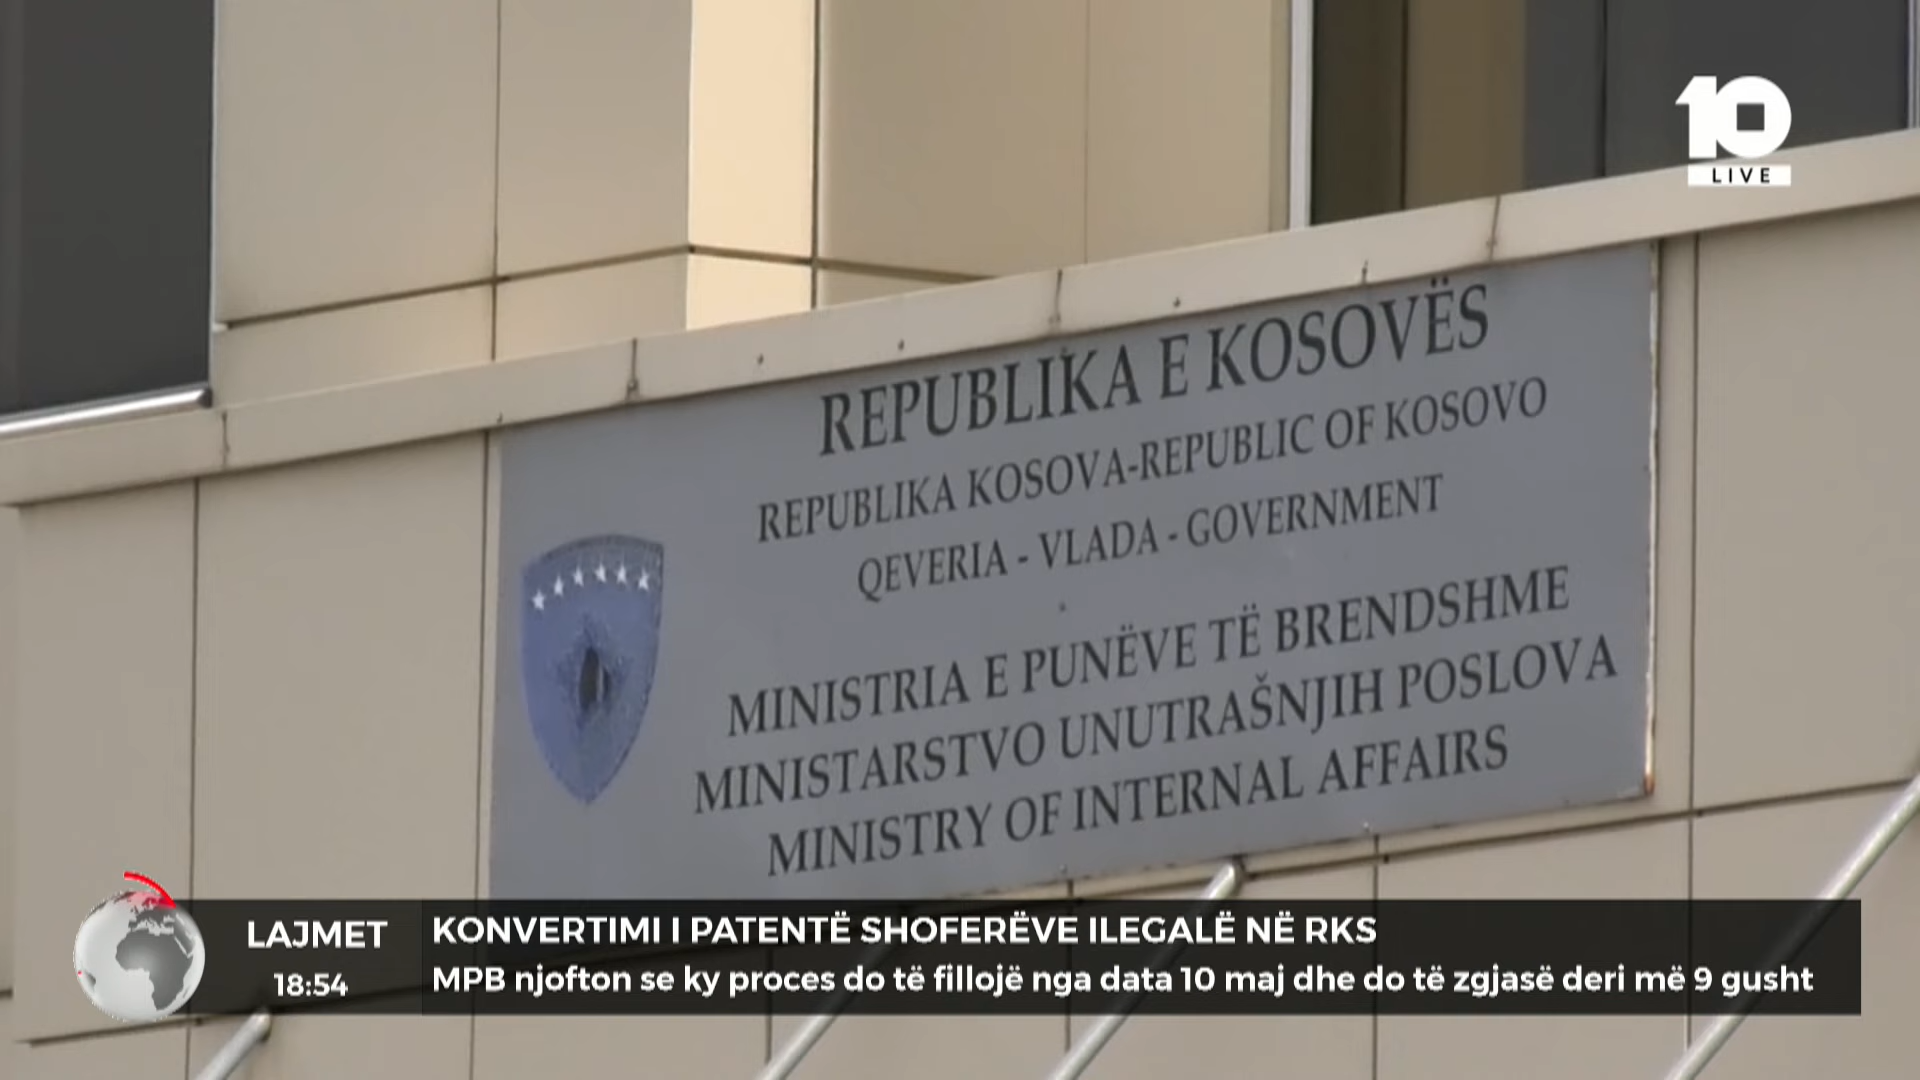 10
LIVE
REPUBLIKA E KOSOVËS
REPUBLIKA KOSOVA-REPUBLIC OF KOSOVO
QEVERIA - VLADA - GOVERNMENT
MINISTRIA E PUNËVE TË BRENDSHME
MINISTARSTVO UNUTRAŠNJIH POSLOVA
MINISTRY OF INTERNAL AFFAIRS
LAJMET
18:54
KONVERTIMI I PATENTË SHOFERËVE ILEGALË NË RKS
MPB njofton se ky proces do të fillojë nga data 10 maj dhe do të zgjasë deri më 9 gusht